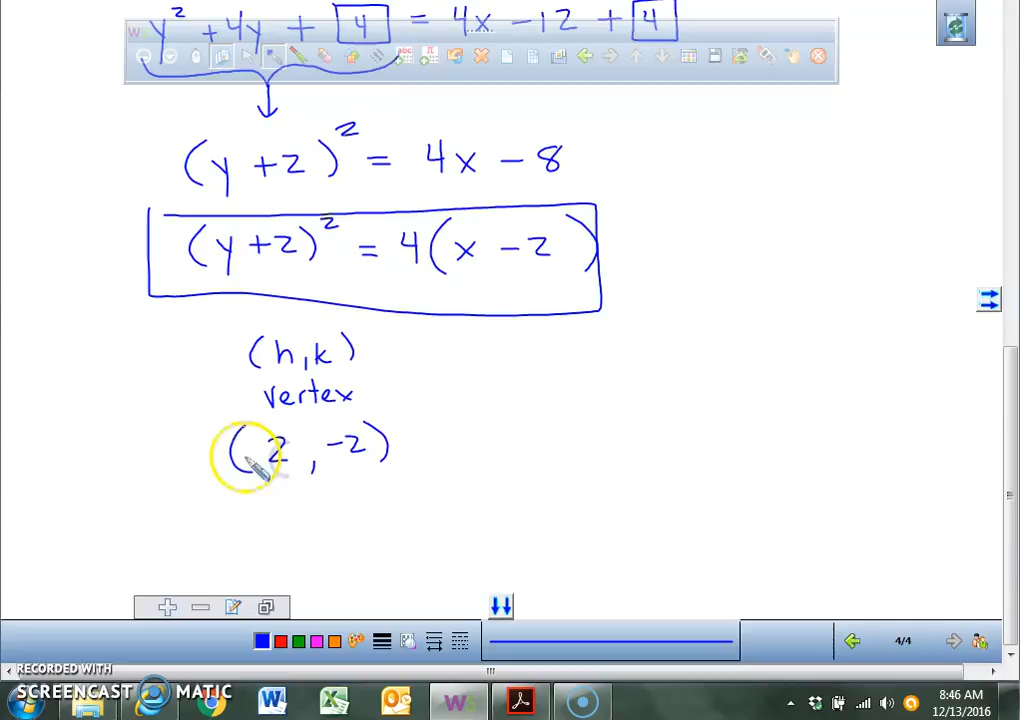 y² + 4y + 4 = 4x - 12 + 4
(y + 2)² = 4x - 8
(y + 2)² = 4(x - 2)
(h, k)
vertex
(2, -2)
4/4
RECORDED WITH
SCREENCAST MATIC
8:46 AM
12/13/2016